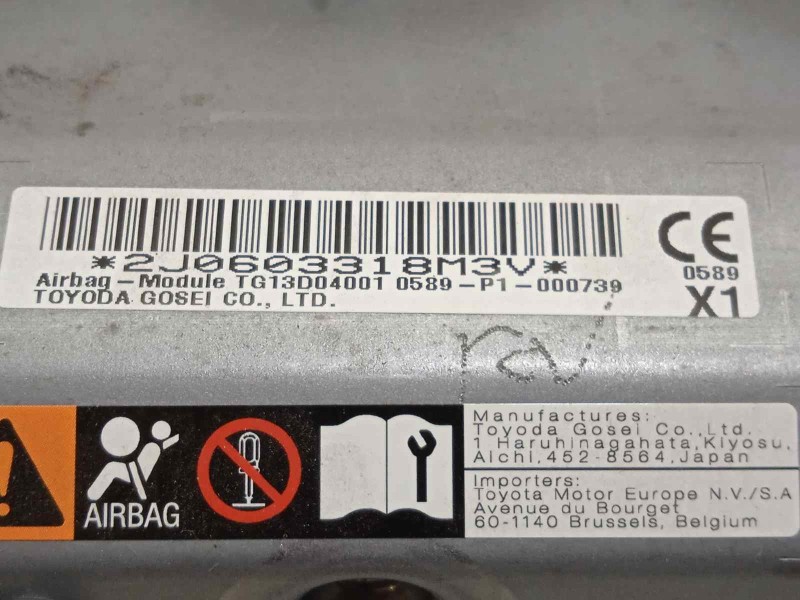 *2J0603318M3V*
Airbag-Module TG13D04001 0589-P1-000739
TOYODA GOSEI CO., LTD.
CE
0589
X1
AIRBAG
Manufactures:
Toyoda Gosei Co.,Ltd.
1 Haruhinagahata,Kiyosu,
Aichi,452-8564,Japan
Importers:
Toyota Motor Europe N.V./S.A
Avenue du Bourget
60-1140 Brussels, Belgium